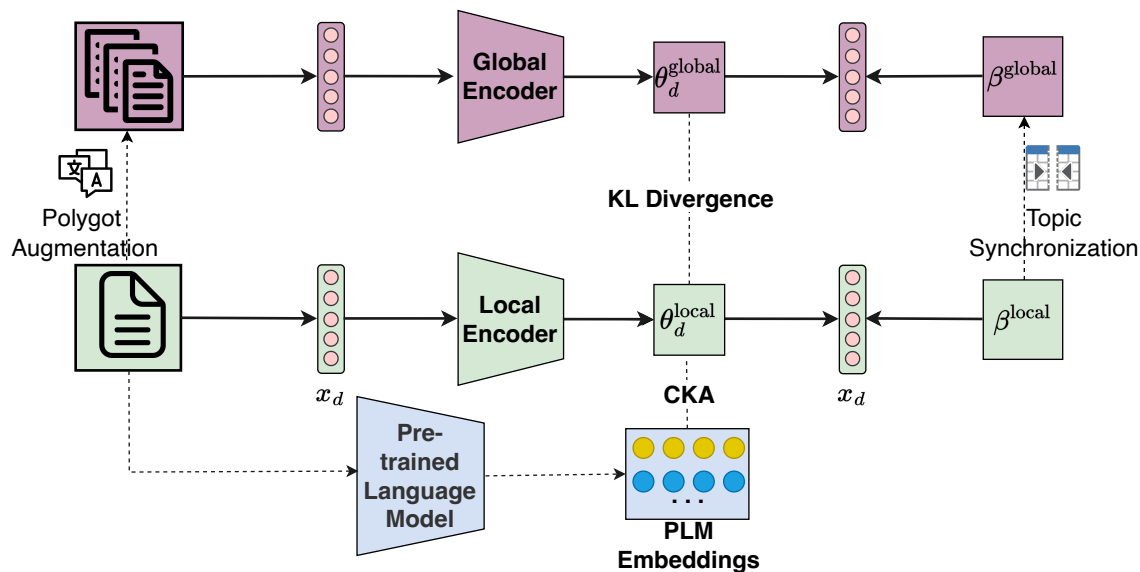 Global
Encoder
θ_d^global
β^global
文
A
Polygot
Augmentation
KL Divergence
Topic
Synchronization
Local
Encoder
θ_d^local
β^local
x_d
CKA
x_d
Pre-
trained
Language
Model
...
PLM
Embeddings